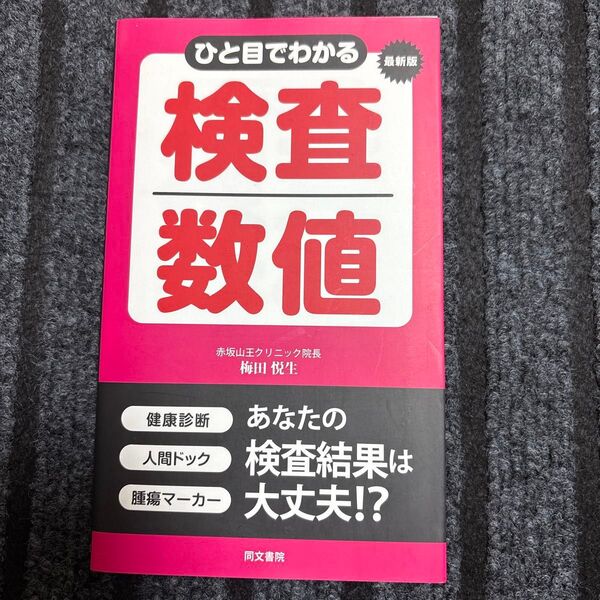 ひと目でわかる
最新版
検査
数値
赤坂山王クリニック院長
梅田 悦生
健康診断
人間ドック
腫瘍マーカー
あなたの
検査結果は
大丈夫!?
同文書院